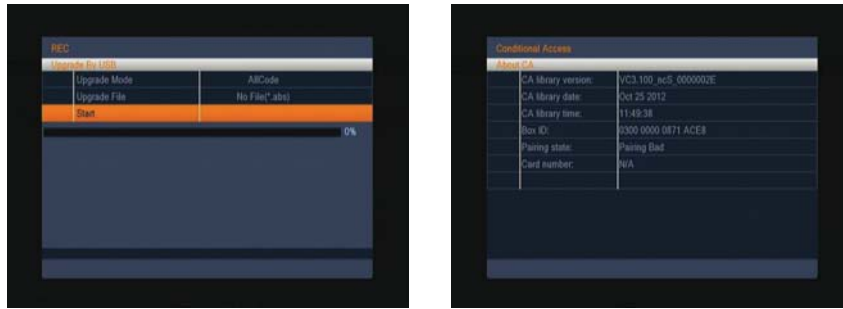 REC
Upgrade By USB
Upgrade Mode AllCode
Upgrade File No File(*.abs)
Start
0%
Conditional Access
About CA
CA library version: VC3.100_scS_0000002E
CA library date: Oct 25 2012
CA library time: 11:49:38
Box ID: 0300 0000 0871 ACE8
Pairing state: Pairing Bad
Card number: N/A